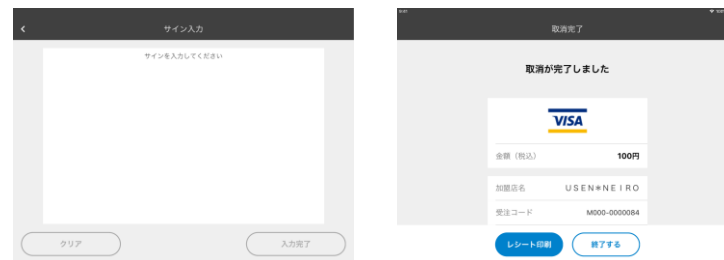 サイン入力
サインを入力してください
クリア
入力完了
取消完了
取消が完了しました
VISA
金額（税込） 100円
加盟店名 ＵＳＥＮ＊ＮＥＩＲＯ
受注コード M000-0000084
レシート印刷 終了する